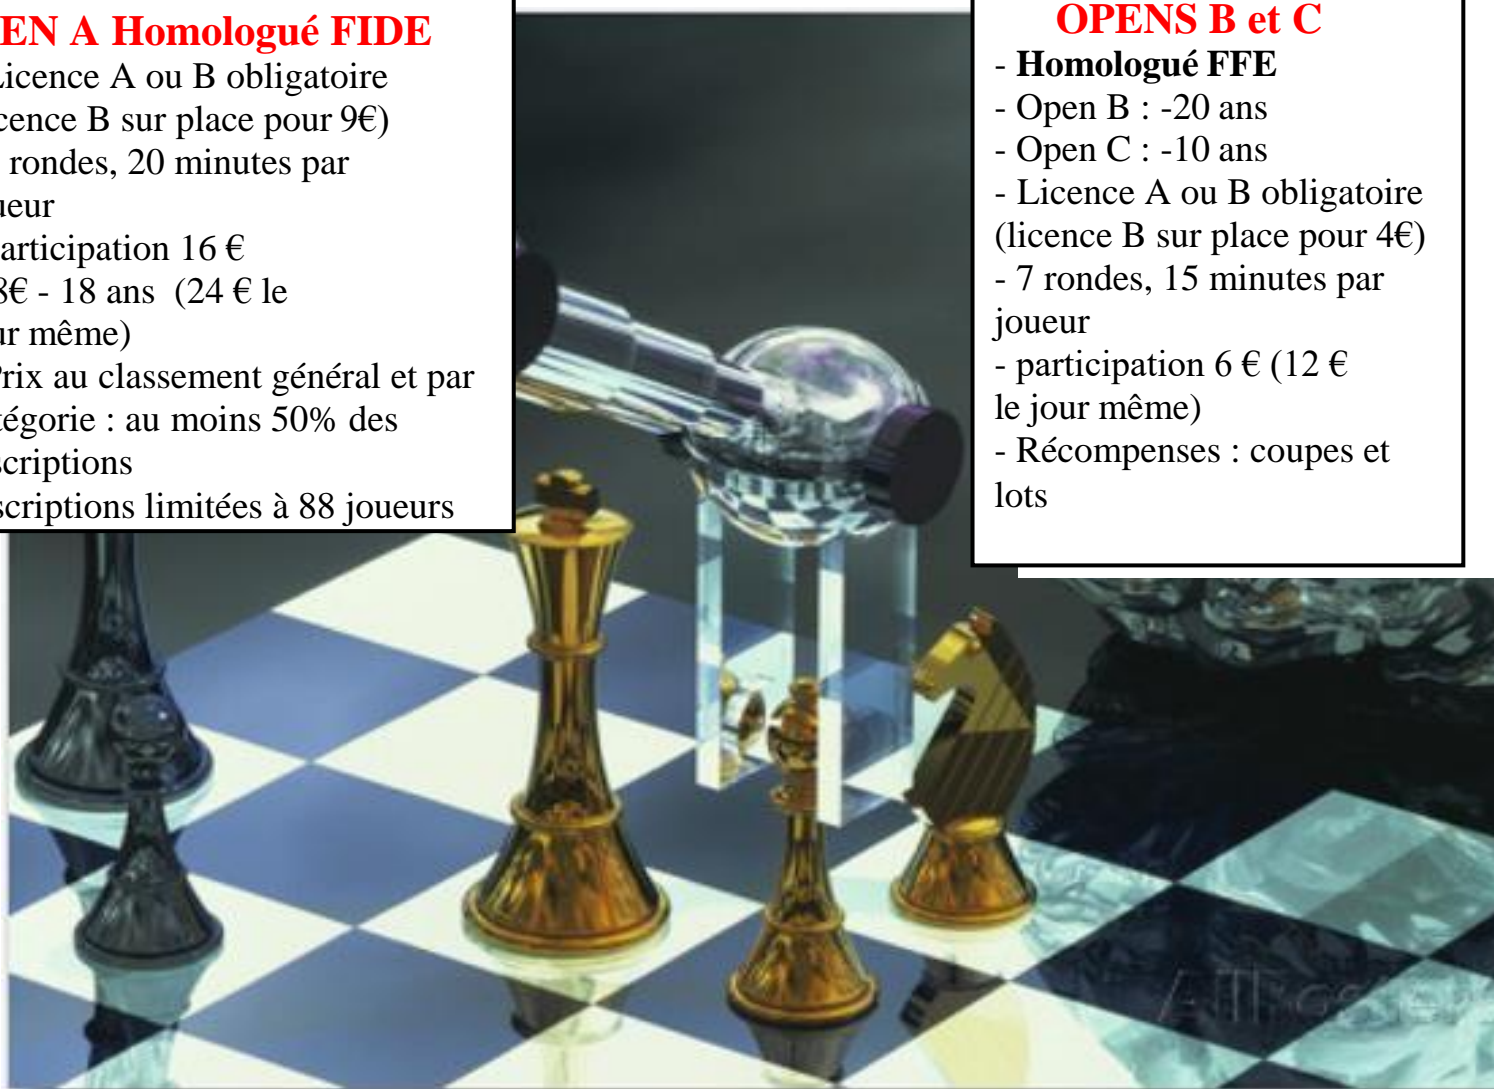 EN A Homologué FIDE
Licence A ou B obligatoire
cence B sur place pour 9€)
rondes, 20 minutes par
ueur
articipation 16 €
8€ - 18 ans (24 € le
ur même)
Prix au classement général et par
tégorie : au moins 50% des
scriptions
scriptions limitées à 88 joueurs
OPENS B et C
- Homologué FFE
- Open B : -20 ans
- Open C : -10 ans
- Licence A ou B obligatoire
(licence B sur place pour 4€)
- 7 rondes, 15 minutes par
joueur
- participation 6 € (12 €
le jour même)
- Récompenses : coupes et
lots